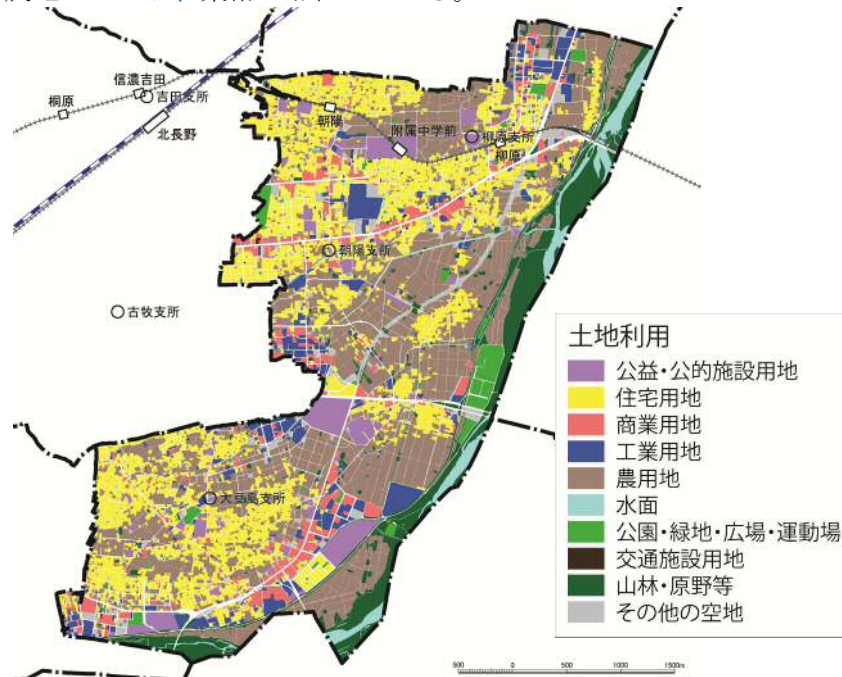 信濃吉田
吉田支所
桐原
北長野
朝陽
附属中学前
柳原支所
柳原
朝陽支所
古牧支所
大豆島支所
土地利用
公益・公的施設用地
住宅用地
商業用地
工業用地
農用地
水面
公園・緑地・広場・運動場
交通施設用地
山林・原野等
その他の空地
500 0 500 1000 1500m